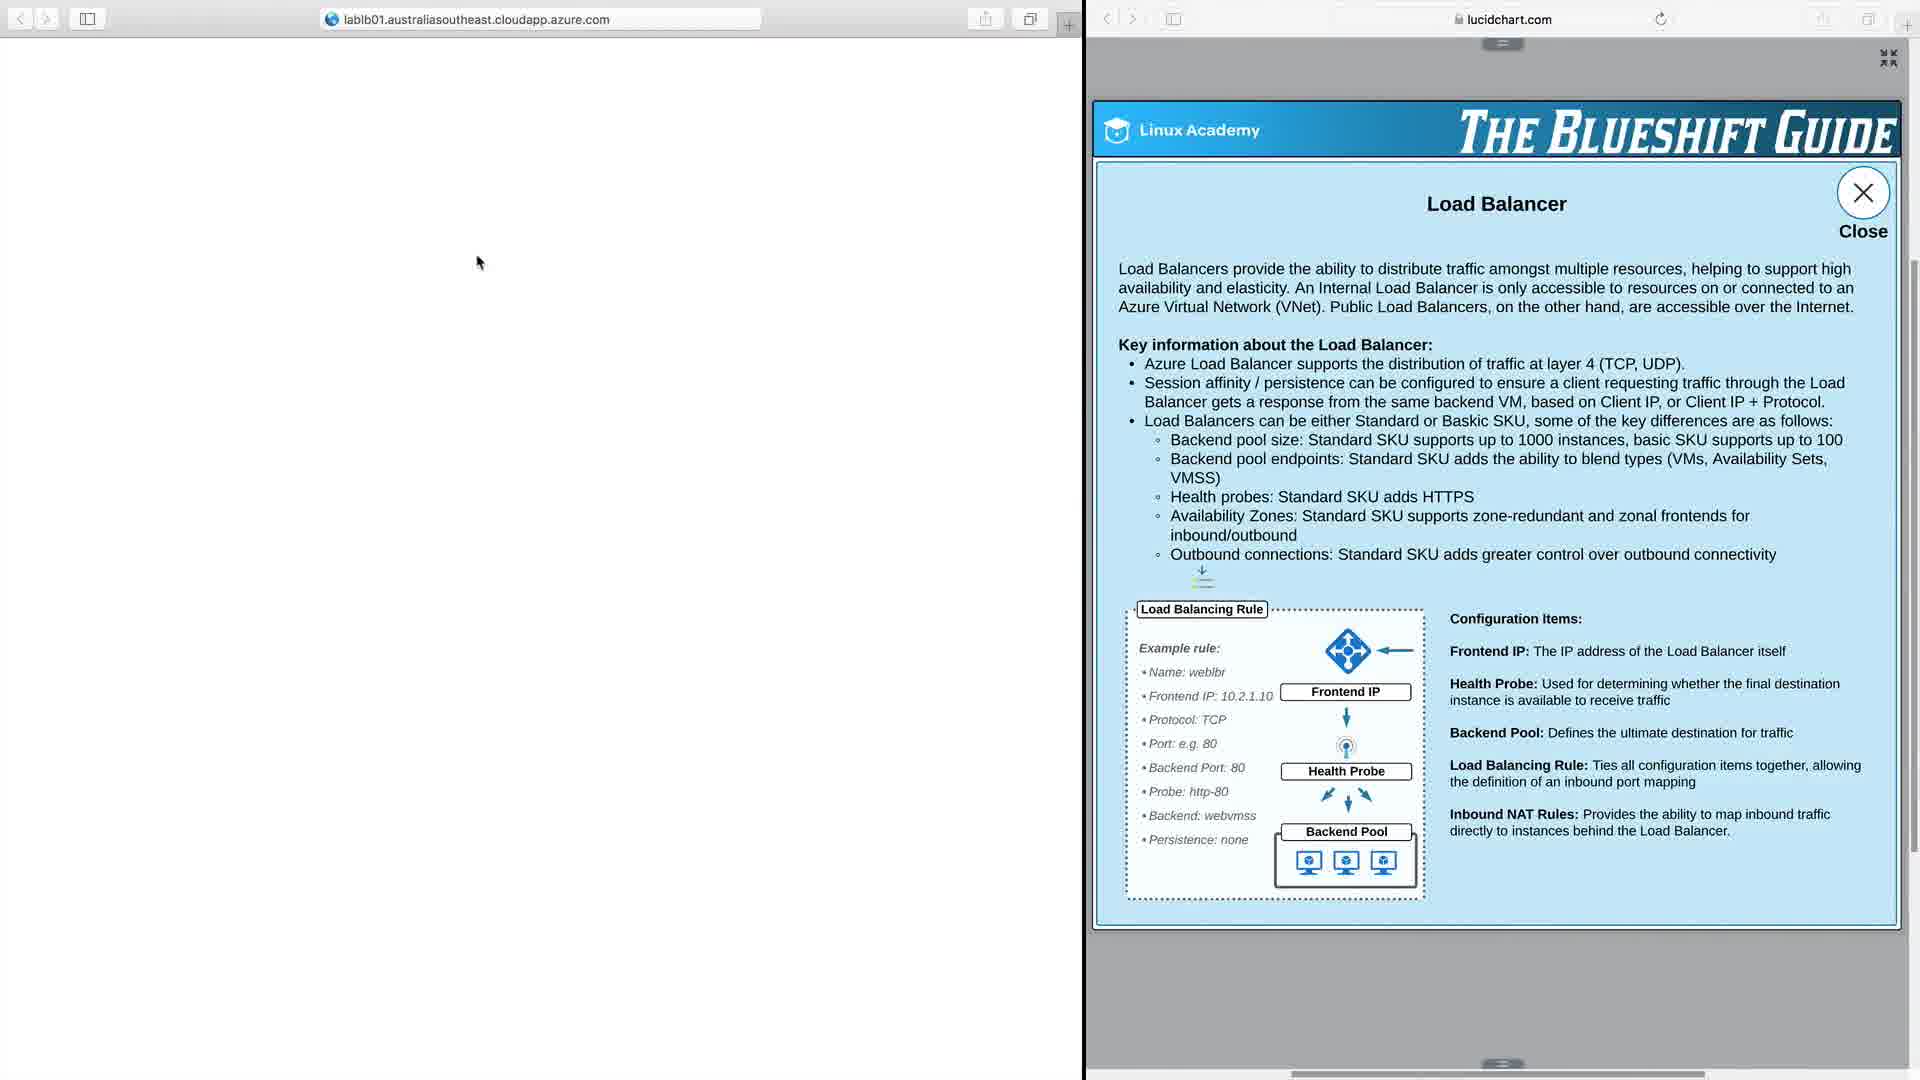 lablb01.australiasoutheast.cloudapp.azure.com
lucidchart.com
Linux Academy
THE BLUESHIFT GUIDE
Load Balancer
Close
Load Balancers provide the ability to distribute traffic amongst multiple resources, helping to support high
availability and elasticity. An Internal Load Balancer is only accessible to resources on or connected to an
Azure Virtual Network (VNet). Public Load Balancers, on the other hand, are accessible over the Internet.
Key information about the Load Balancer:
• Azure Load Balancer supports the distribution of traffic at layer 4 (TCP, UDP).
• Session affinity / persistence can be configured to ensure a client requesting traffic through the Load
Balancer gets a response from the same backend VM, based on Client IP, or Client IP + Protocol.
• Load Balancers can be either Standard or Baskic SKU, some of the key differences are as follows:
◦ Backend pool size: Standard SKU supports up to 1000 instances, basic SKU supports up to 100
◦ Backend pool endpoints: Standard SKU adds the ability to blend types (VMs, Availability Sets,
VMSS)
◦ Health probes: Standard SKU adds HTTPS
◦ Availability Zones: Standard SKU supports zone-redundant and zonal frontends for
inbound/outbound
◦ Outbound connections: Standard SKU adds greater control over outbound connectivity
Load Balancing Rule
Example rule:
• Name: weblbr
• Frontend IP: 10.2.1.10
• Protocol: TCP
• Port: e.g. 80
• Backend Port: 80
• Probe: http-80
• Backend: webvmss
• Persistence: none
Frontend IP
Health Probe
Backend Pool
Configuration Items:
Frontend IP: The IP address of the Load Balancer itself
Health Probe: Used for determining whether the final destination
instance is available to receive traffic
Backend Pool: Defines the ultimate destination for traffic
Load Balancing Rule: Ties all configuration items together, allowing
the definition of an inbound port mapping
Inbound NAT Rules: Provides the ability to map inbound traffic
directly to instances behind the Load Balancer.